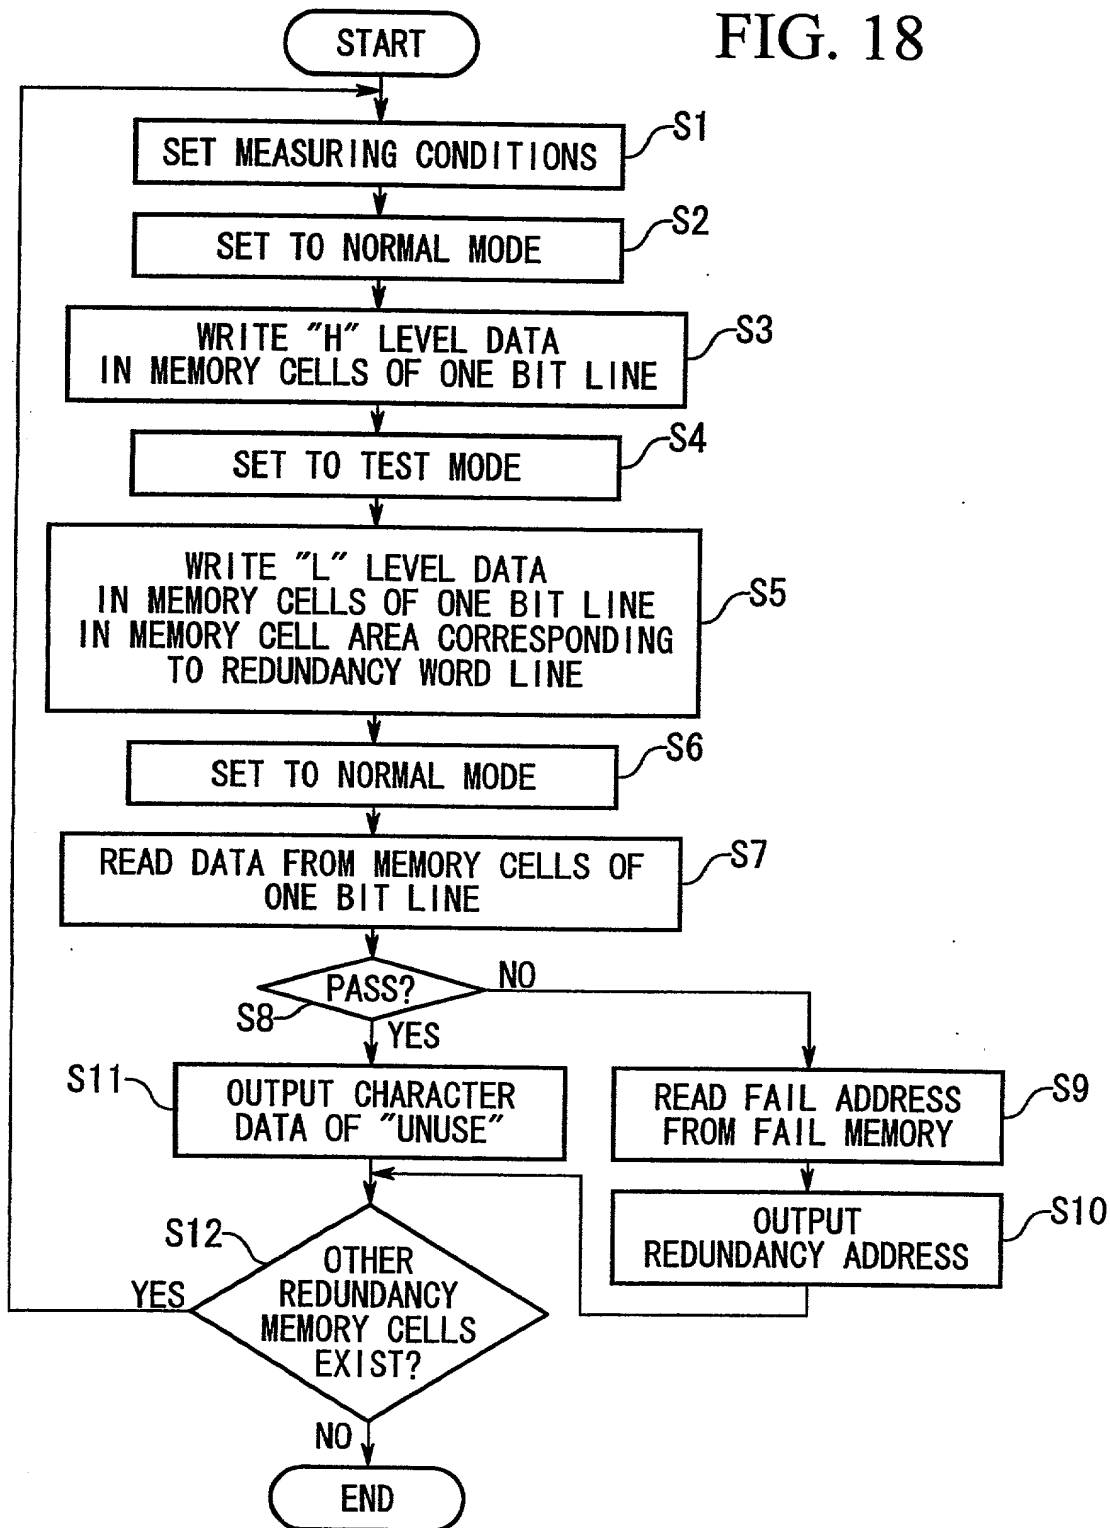 FIG. 18
START
SET MEASURING CONDITIONS
S1
SET TO NORMAL MODE
S2
WRITE "H" LEVEL DATA
IN MEMORY CELLS OF ONE BIT LINE
S3
SET TO TEST MODE
S4
WRITE "L" LEVEL DATA
IN MEMORY CELLS OF ONE BIT LINE
IN MEMORY CELL AREA CORRESPONDING
TO REDUNDANCY WORD LINE
S5
SET TO NORMAL MODE
S6
READ DATA FROM MEMORY CELLS OF
ONE BIT LINE
S7
PASS?
NO
S8
YES
S11
OUTPUT CHARACTER
DATA OF "UNUSE"
READ FAIL ADDRESS
FROM FAIL MEMORY
S9
OUTPUT
REDUNDANCY ADDRESS
S10
S12
OTHER
REDUNDANCY
MEMORY CELLS
EXIST?
YES
NO
END